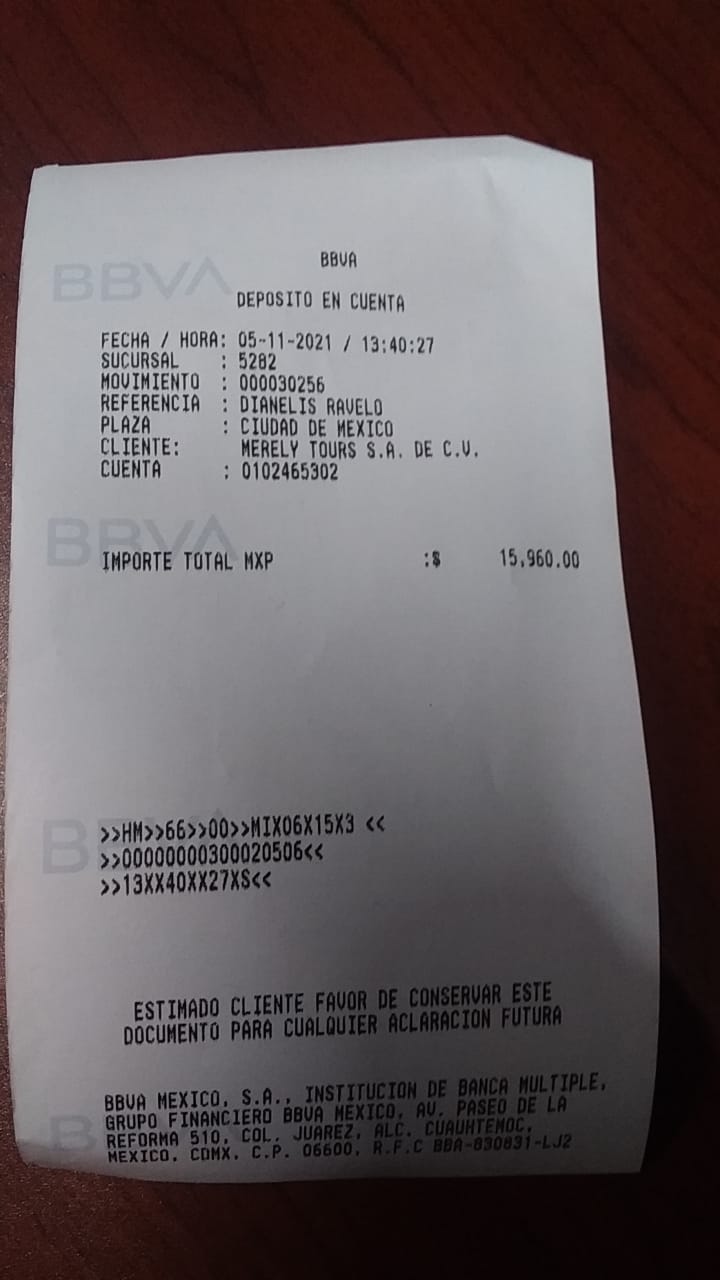 BBVA
BBVA
DEPOSITO EN CUENTA
FECHA / HORA: 05-11-2021 / 13:40:27
SUCURSAL : 5282
MOVIMIENTO : 000030256
REFERENCIA : DIANELIS RAVELO
PLAZA : CIUDAD DE MEXICO
CLIENTE: MERELY TOURS S.A. DE C.V.
CUENTA : 0102465302
BBVA
IMPORTE TOTAL MXP :$ 15,960.00
BBVA
>>HM>>66>>00>>MIX06X15X3 <<
>>00000000300020506<<
>>13XX40XX27XS<<
ESTIMADO CLIENTE FAVOR DE CONSERVAR ESTE
DOCUMENTO PARA CUALQUIER ACLARACION FUTURA
BBVA MEXICO, S.A., INSTITUCION DE BANCA MULTIPLE,
GRUPO FINANCIERO BBVA MEXICO, AV. PASEO DE LA
REFORMA 510, COL. JUAREZ, ALC. CUAUHTEMOC,
MEXICO, CDMX, C.P. 06600, R.F.C BBA-830831-LJ2